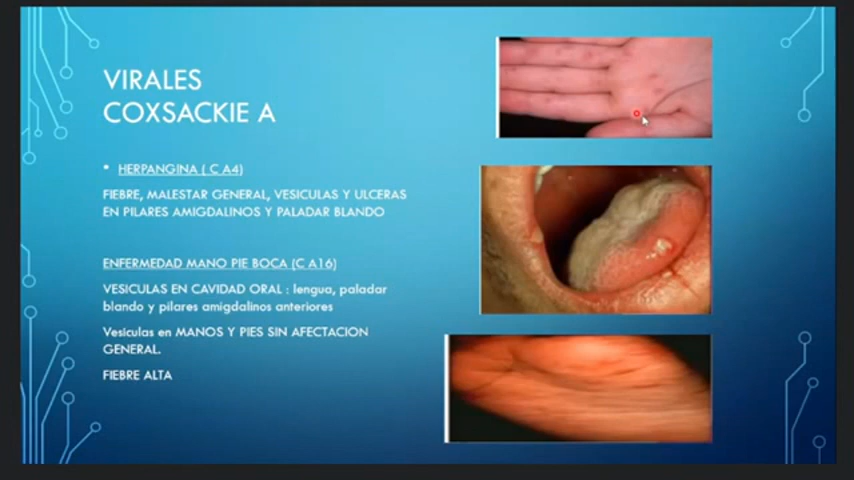 VIRALES
COXSACKIE A
• HERPANGINA ( C A4)
FIEBRE, MALESTAR GENERAL, VESICULAS Y ULCERAS
EN PILARES AMIGDALINOS Y PALADAR BLANDO
ENFERMEDAD MANO PIE BOCA (C A16)
VESICULAS EN CAVIDAD ORAL : lengua, paladar
blando y pilares amigdalinos anteriores
Vesiculas en MANOS Y PIES SIN AFECTACION
GENERAL.
FIEBRE ALTA